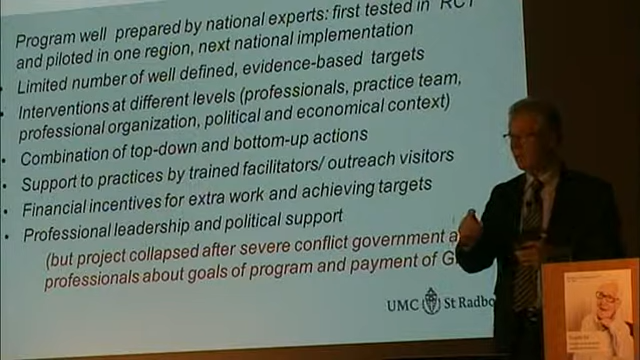 Program well prepared by national experts: first tested in RCT
and piloted in one region, next national implementation
• Limited number of well defined, evidence-based targets
• Interventions at different levels (professionals, practice team,
professional organization, political and economical context)
• Combination of top-down and bottom-up actions
• Support to practices by trained facilitators/ outreach visitors
• Financial incentives for extra work and achieving targets
• Professional leadership and political support
(but project collapsed after severe conflict government a
professionals about goals of program and payment of G
UMC St Radbo